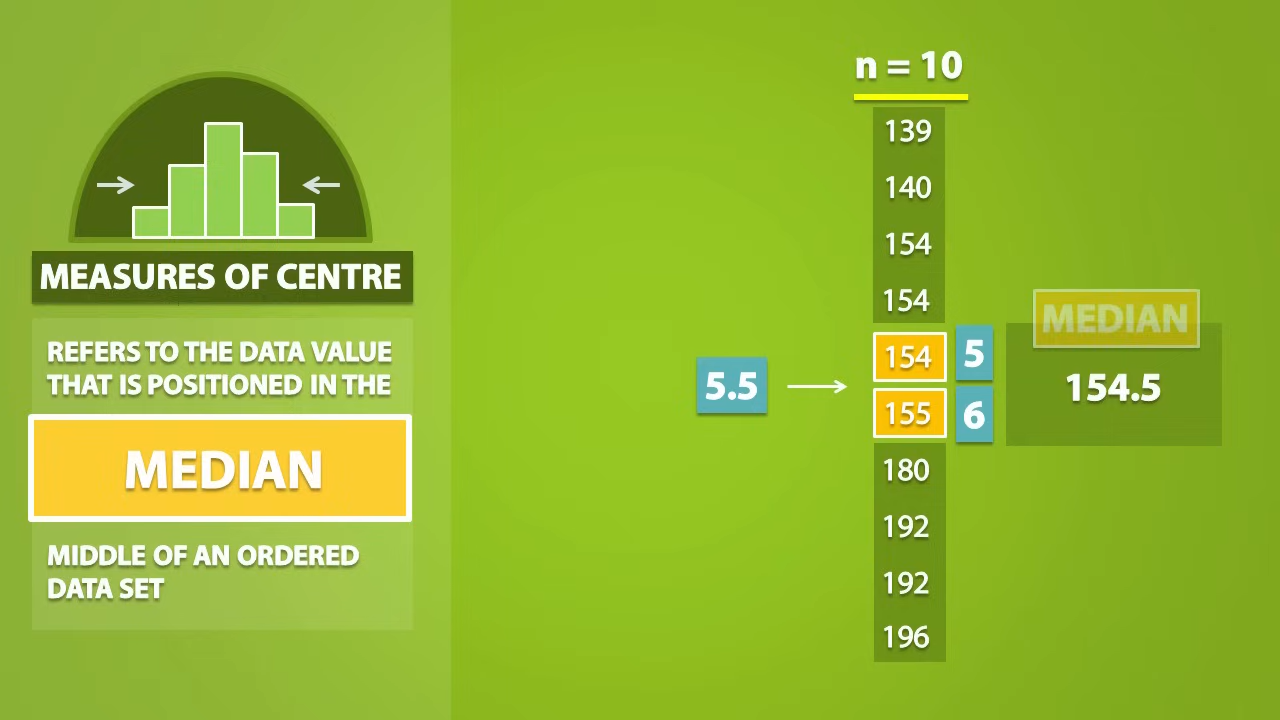 MEASURES OF CENTRE
REFERS TO THE DATA VALUE
THAT IS POSITIONED IN THE
MEDIAN
MIDDLE OF AN ORDERED
DATA SET
n = 10
139
140
154
154
154 5
155 6
180
192
192
196
5.5
MEDIAN
154.5